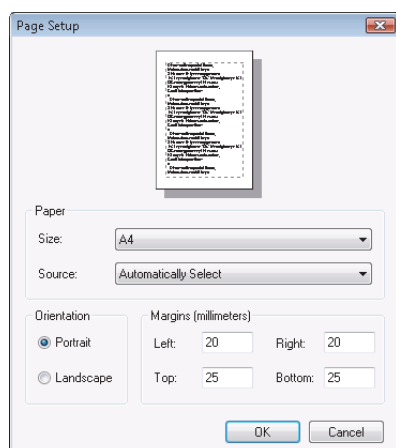 Page Setup
Paper
Size: A4
Source: Automatically Select
Orientation
Portrait
Landscape
Margins (millimeters)
Left: 20 Right: 20
Top: 25 Bottom: 25
OK Cancel